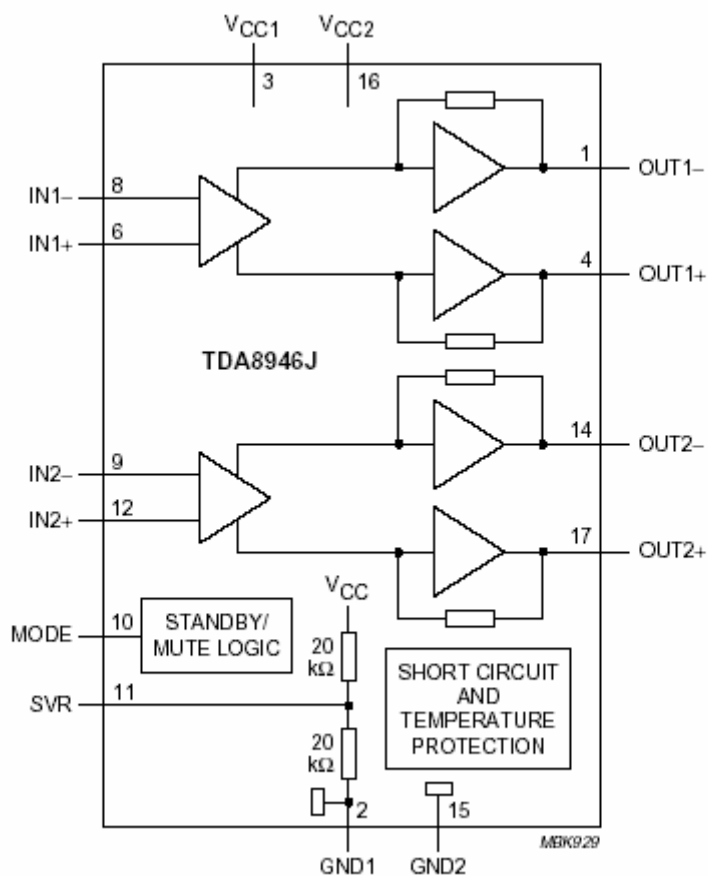 VCC1
VCC2
3
16
1
OUT1–
8
IN1–
6
IN1+
4
OUT1+
TDA8946J
14
OUT2–
9
IN2–
12
IN2+
17
OUT2+
VCC
10
MODE
STANDBY/
MUTE LOGIC
20
kΩ
SHORT CIRCUIT
AND
TEMPERATURE
PROTECTION
11
SVR
20
kΩ
2
15
MBK929
GND1
GND2